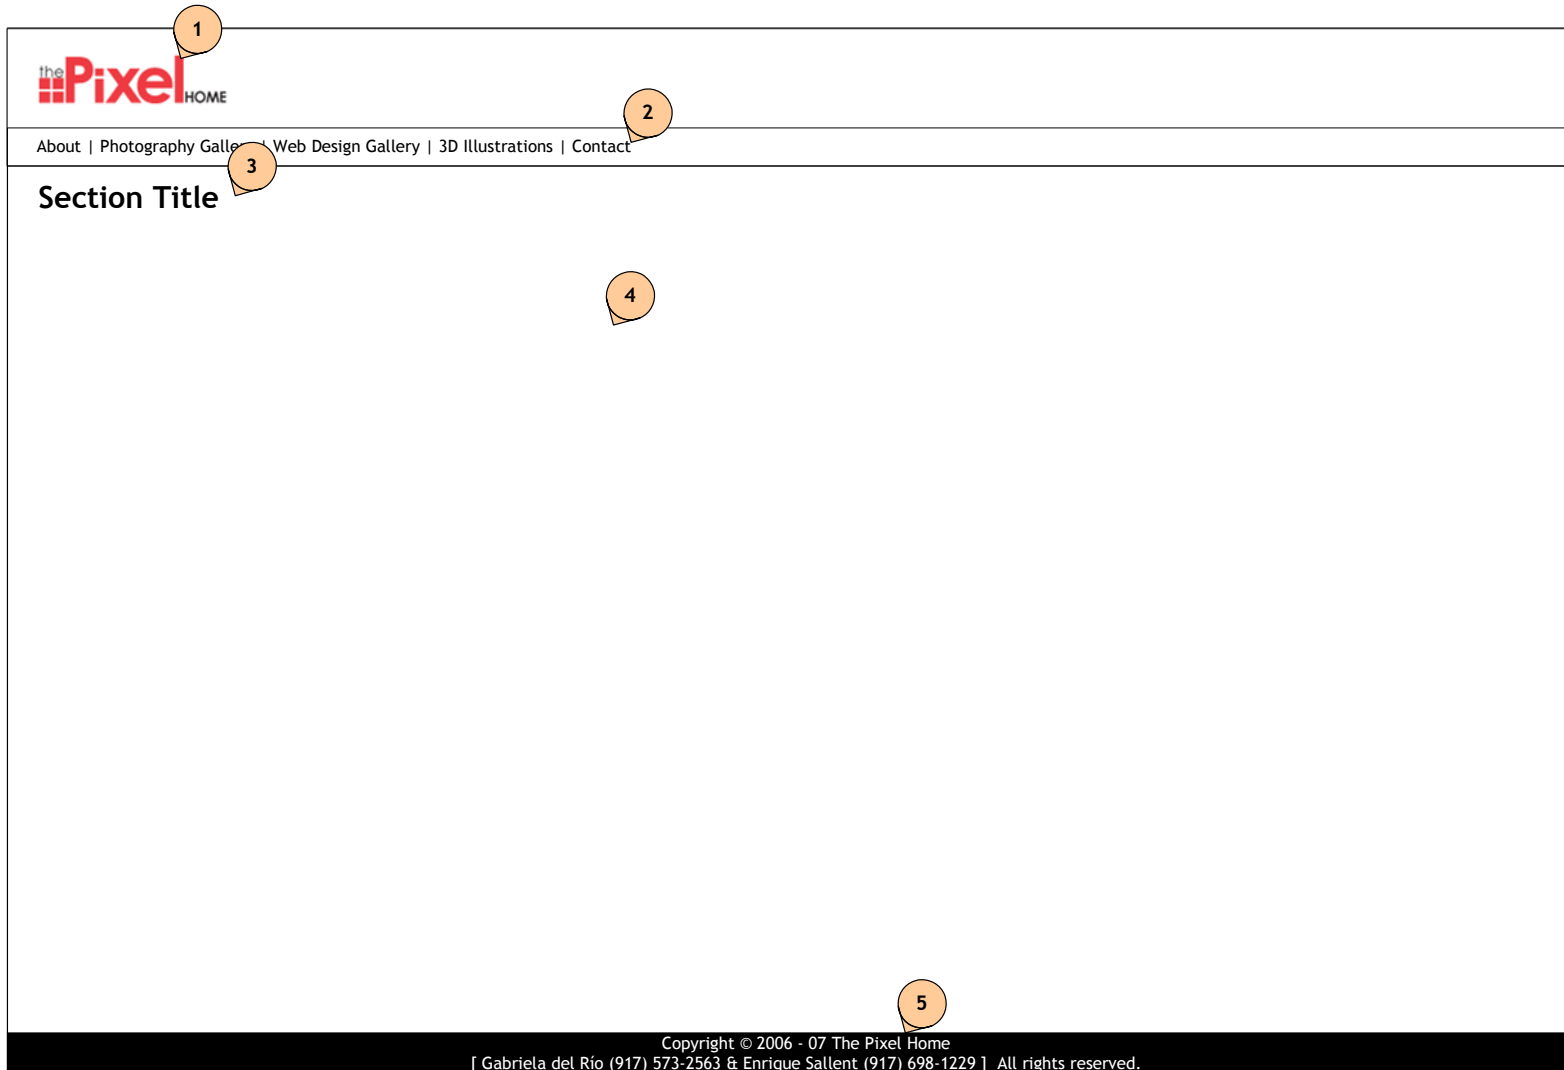 1
the Pixel HOME
2
About | Photography Gallery | Web Design Gallery | 3D Illustrations | Contact
3
Section Title
4
5
Copyright © 2006 - 07 The Pixel Home
[ Gabriela del Río (917) 573-2563 & Enrique Sallent (917) 698-1229 ] All rights reserved.